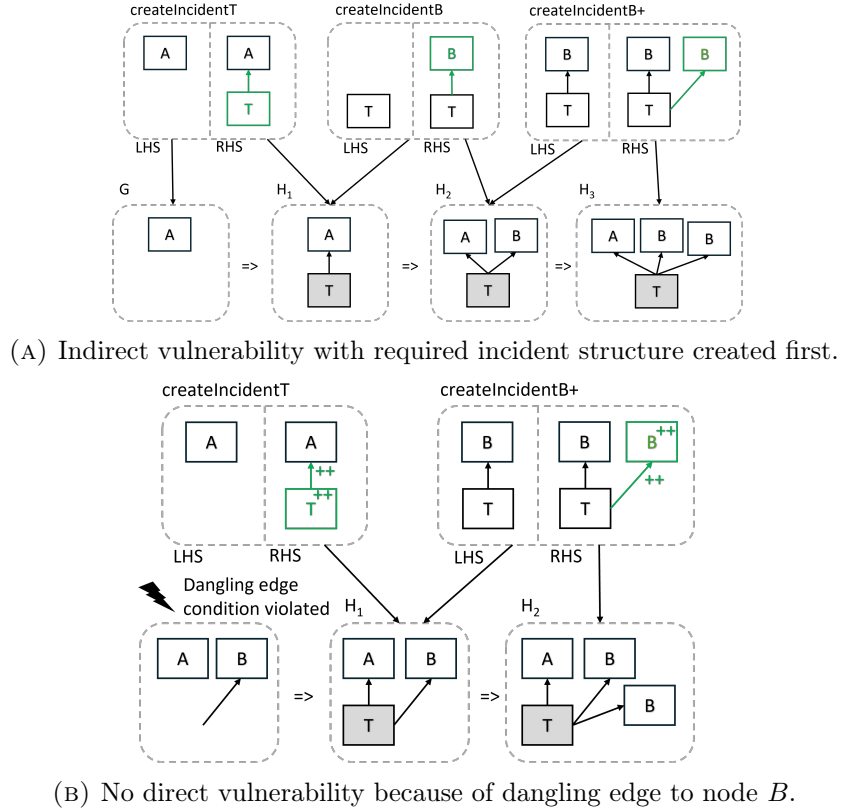 createIncidentT createIncidentB createIncidentB+
A A B B B B
T T T T T
LHS RHS LHS RHS LHS RHS
G H1 H2 H3
A A A B A B B
=> => =>
T T T
(A) Indirect vulnerability with required incident structure created first.
createIncidentT createIncidentB+
A A B B B++
++ ++
T++ T T
LHS RHS LHS RHS
Dangling edge
condition violated H1 H2
A B A B A B
=> =>
T T B
(B) No direct vulnerability because of dangling edge to node B.